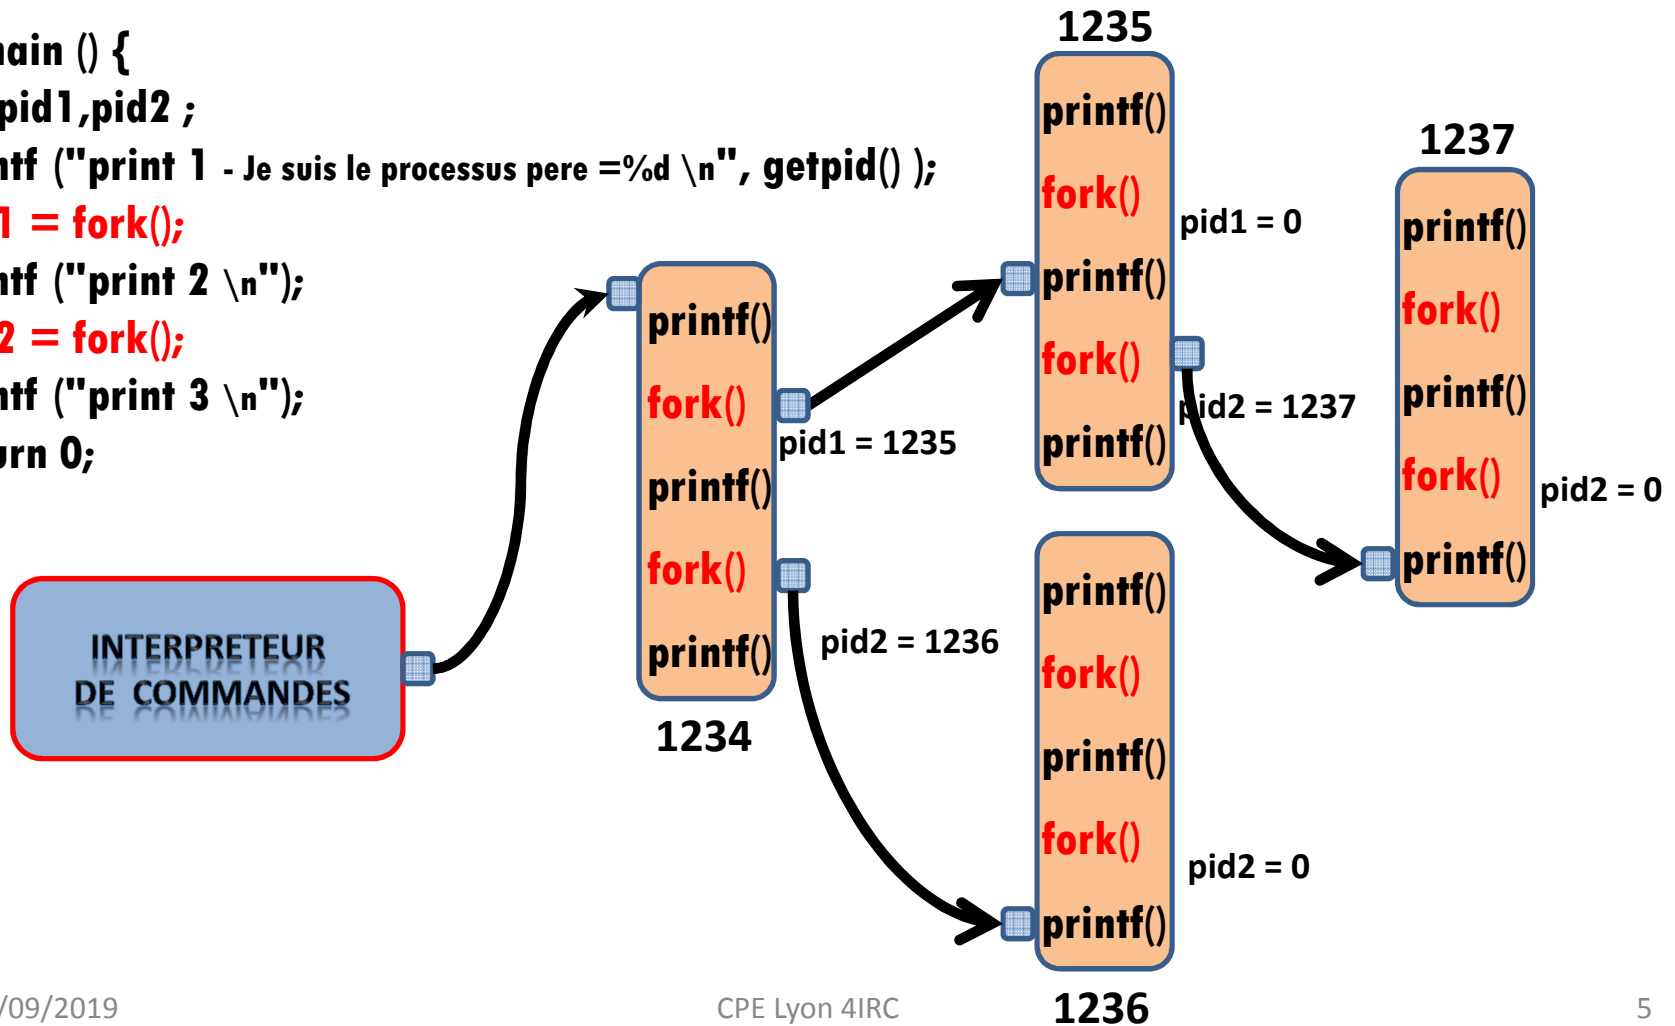 ain () {
pid1,pid2 ;
ntf ("print 1 - Je suis le processus pere =%d \n", getpid() );
1 = fork();
ntf ("print 2 \n");
2 = fork();
ntf ("print 3 \n");
urn 0;
INTERPRETEUR
DE COMMANDES
printf()
fork()
printf()
fork()
printf()
1234
pid1 = 1235
pid2 = 1236
1235
printf()
fork()
printf()
fork()
printf()
pid1 = 0
pid2 = 1237
1237
printf()
fork()
printf()
fork()
printf()
pid2 = 0
printf()
fork()
printf()
fork()
printf()
pid2 = 0
1236
/09/2019
CPE Lyon 4IRC
5